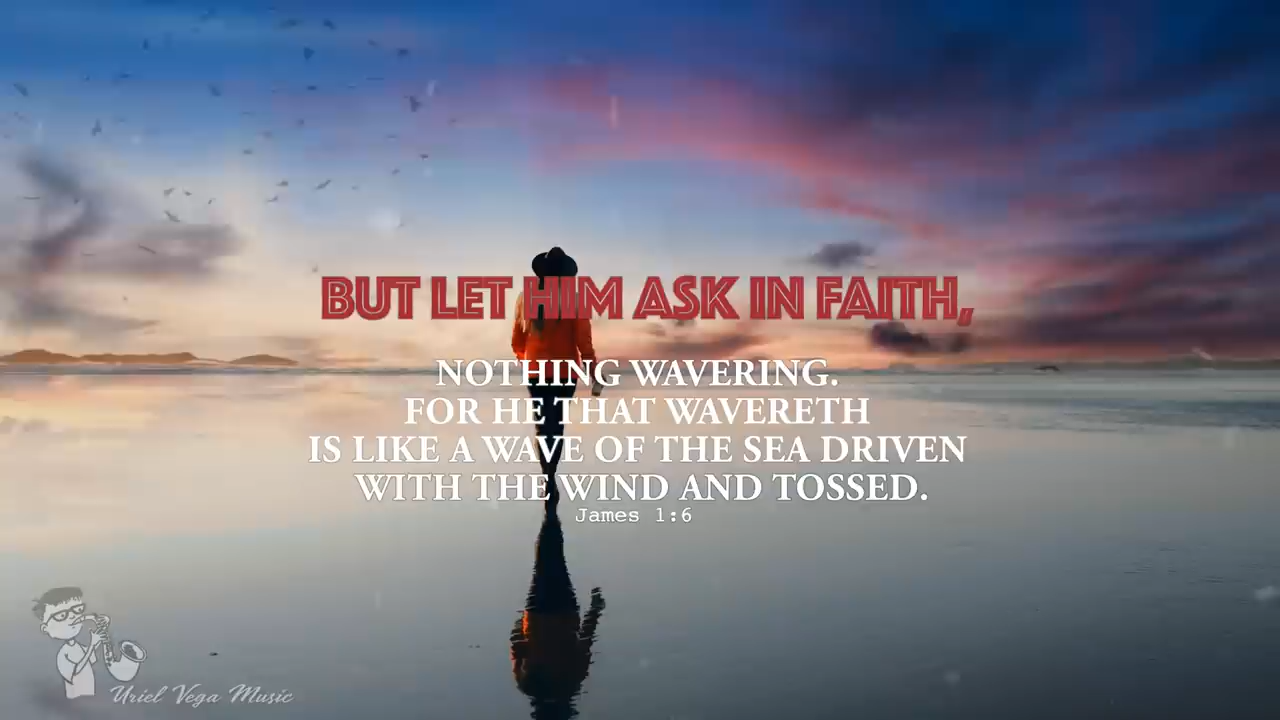 BUT LET HIM ASK IN FAITH,
NOTHING WAVERING.
FOR HE THAT WAVERETH
IS LIKE A WAVE OF THE SEA DRIVEN
WITH THE WIND AND TOSSED.
James 1:6
Uriel Vega Music